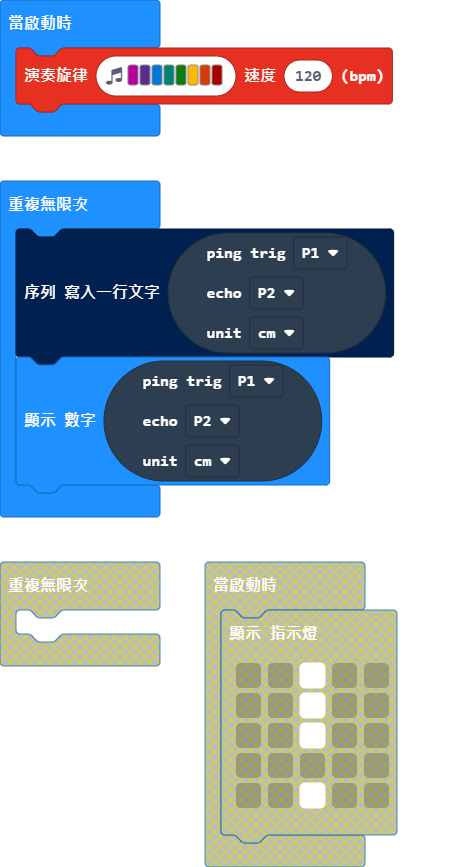 當啟動時
演奏旋律 速度 120 (bpm)
重複無限次
ping trig P1
序列 寫入一行文字 echo P2
unit cm
ping trig P1
顯示 數字 echo P2
unit cm
重複無限次
當啟動時
顯示 指示燈